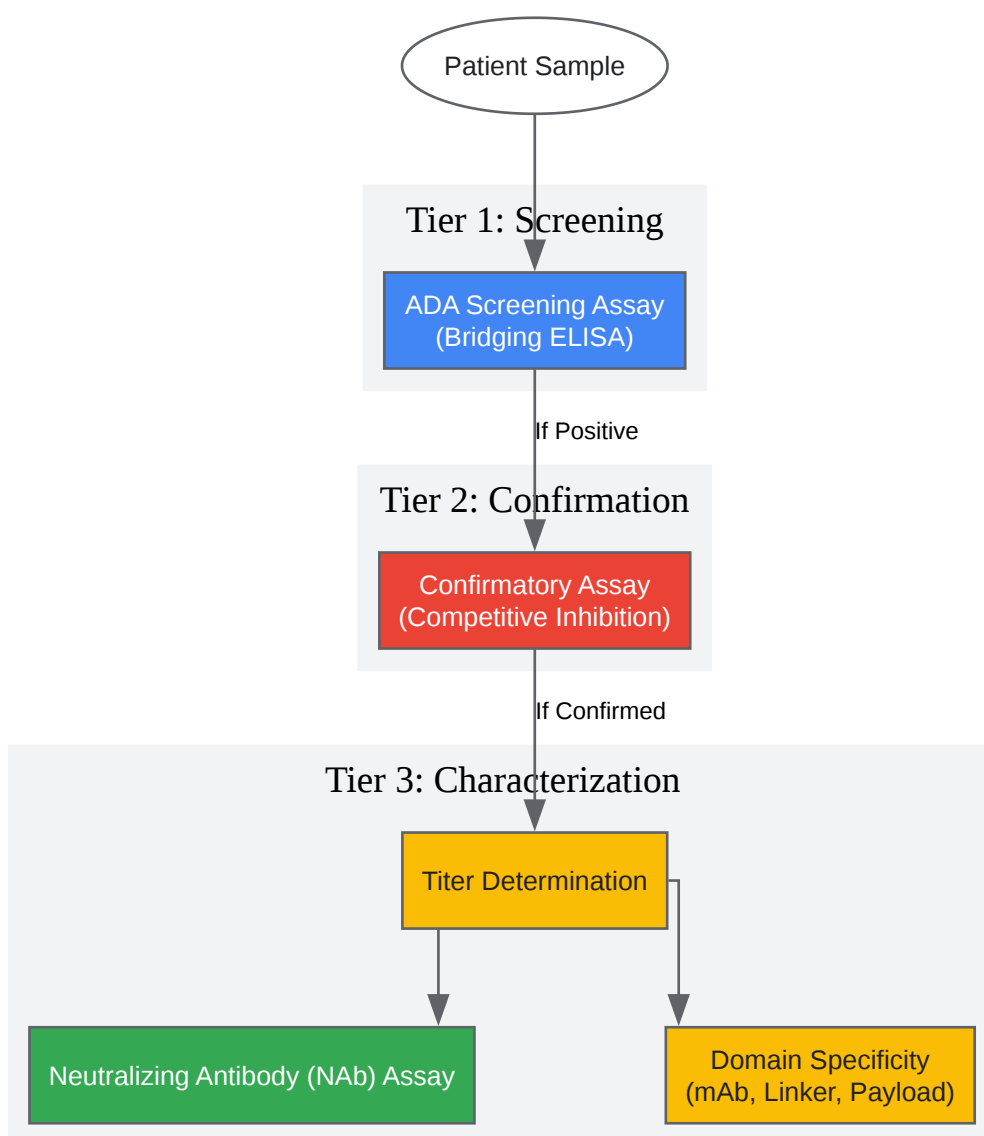 Patient Sample
Tier 1: Screening
ADA Screening Assay
(Bridging ELISA)
If Positive
Tier 2: Confirmation
Confirmatory Assay
(Competitive Inhibition)
If Confirmed
Tier 3: Characterization
Titer Determination
Neutralizing Antibody (NAb) Assay
Domain Specificity
(mAb, Linker, Payload)